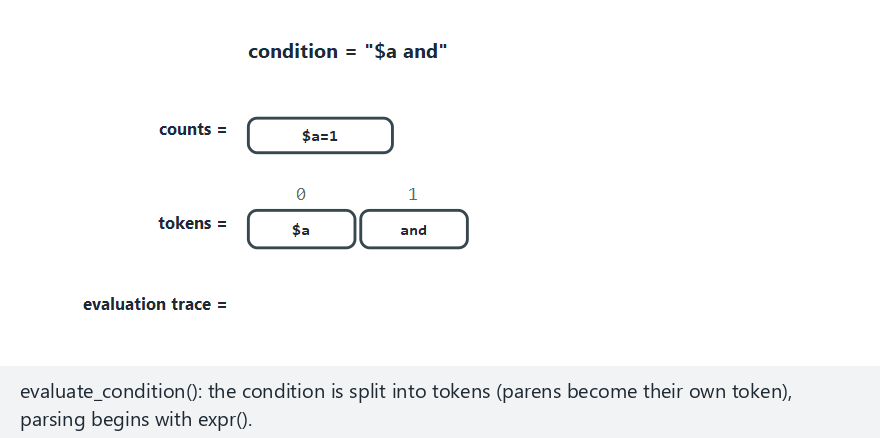 condition = "$a and"
counts =
$a=1
0 1
tokens =
$a and
evaluation trace =
evaluate_condition(): the condition is split into tokens (parens become their own token),
parsing begins with expr().